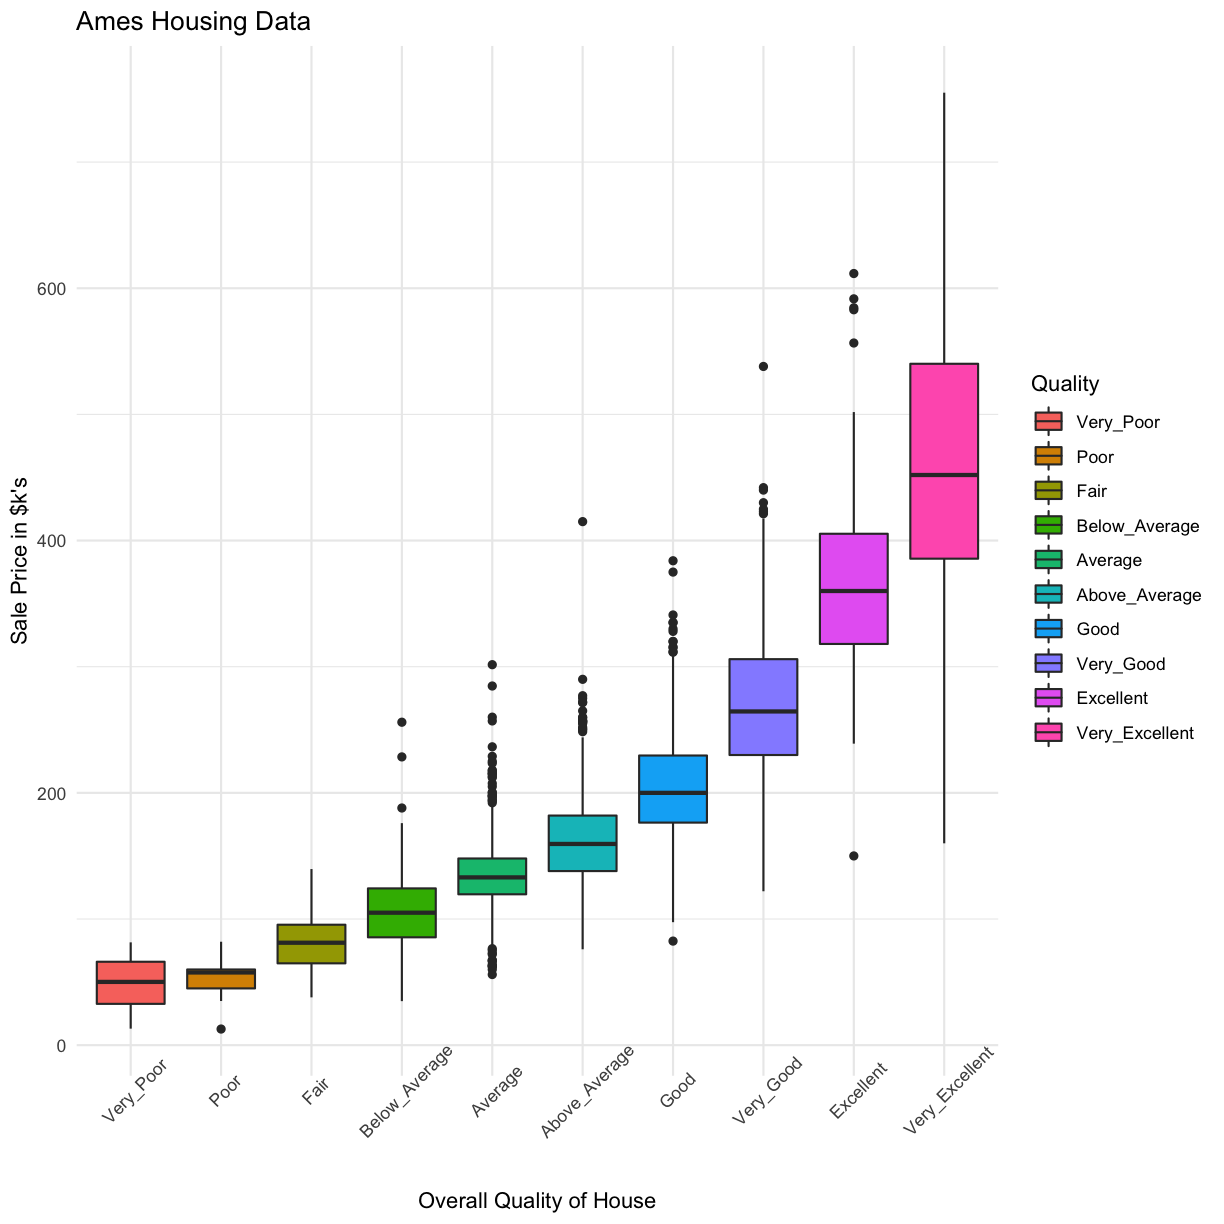 Ames Housing Data
Sale Price in $k's
600
400
200
0
Very_Poor
Poor
Fair
Below_Average
Average
Above_Average
Good
Very_Good
Excellent
Very_Excellent
Overall Quality of House
Quality
Very_Poor
Poor
Fair
Below_Average
Average
Above_Average
Good
Very_Good
Excellent
Very_Excellent